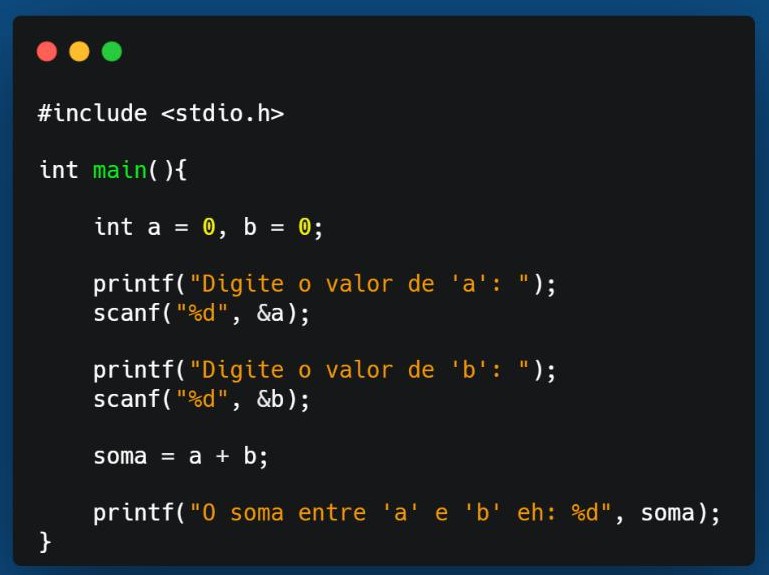 #include <stdio.h>
int main(){
int a = 0, b = 0;
printf("Digite o valor de 'a': ");
scanf("%d", &a);
printf("Digite o valor de 'b': ");
scanf("%d", &b);
soma = a + b;
printf("O soma entre 'a' e 'b' eh: %d", soma);
}